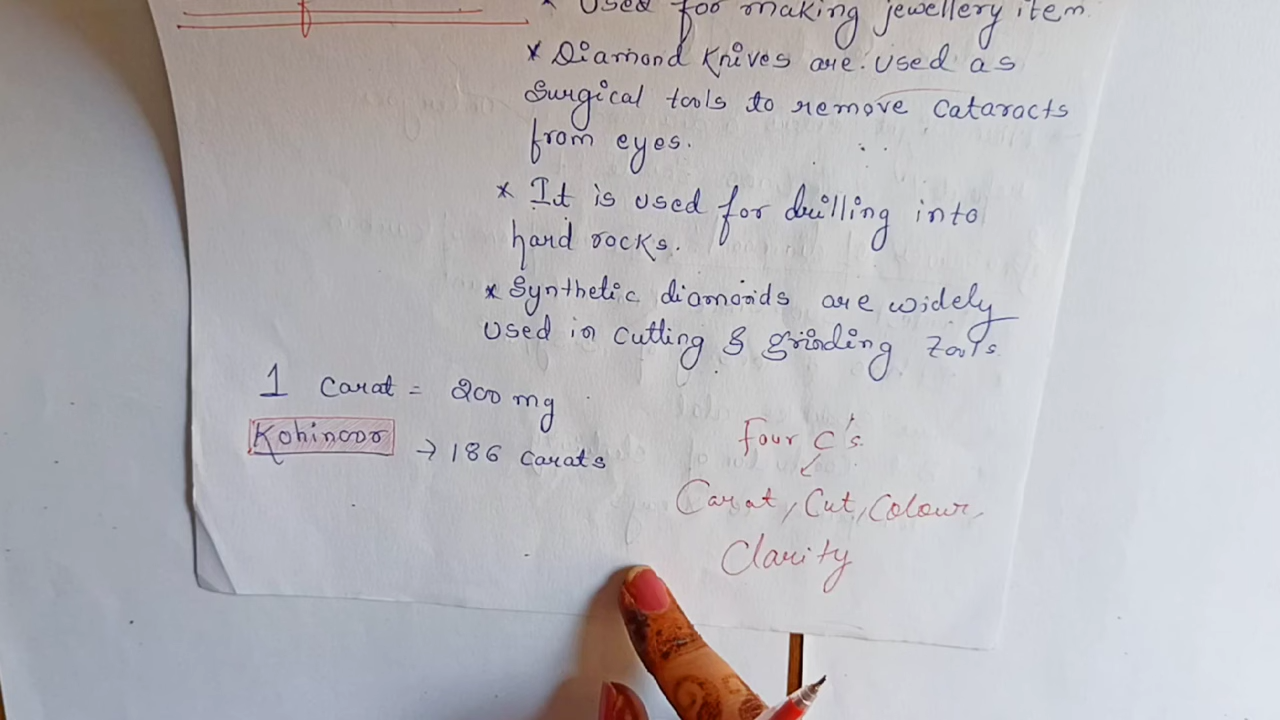 * Used for making jewellery item
* Diamond Knives are used as
Surgical tools to remove cataracts
from eyes.
* It is used for drilling into
hard rocks.
* Synthetic diamonds are widely
used in cutting & grinding tools.
1 Carat = 200 mg
Kohinoor → 186 carats
Four C's
Carat, Cut, Colour,
Clarity